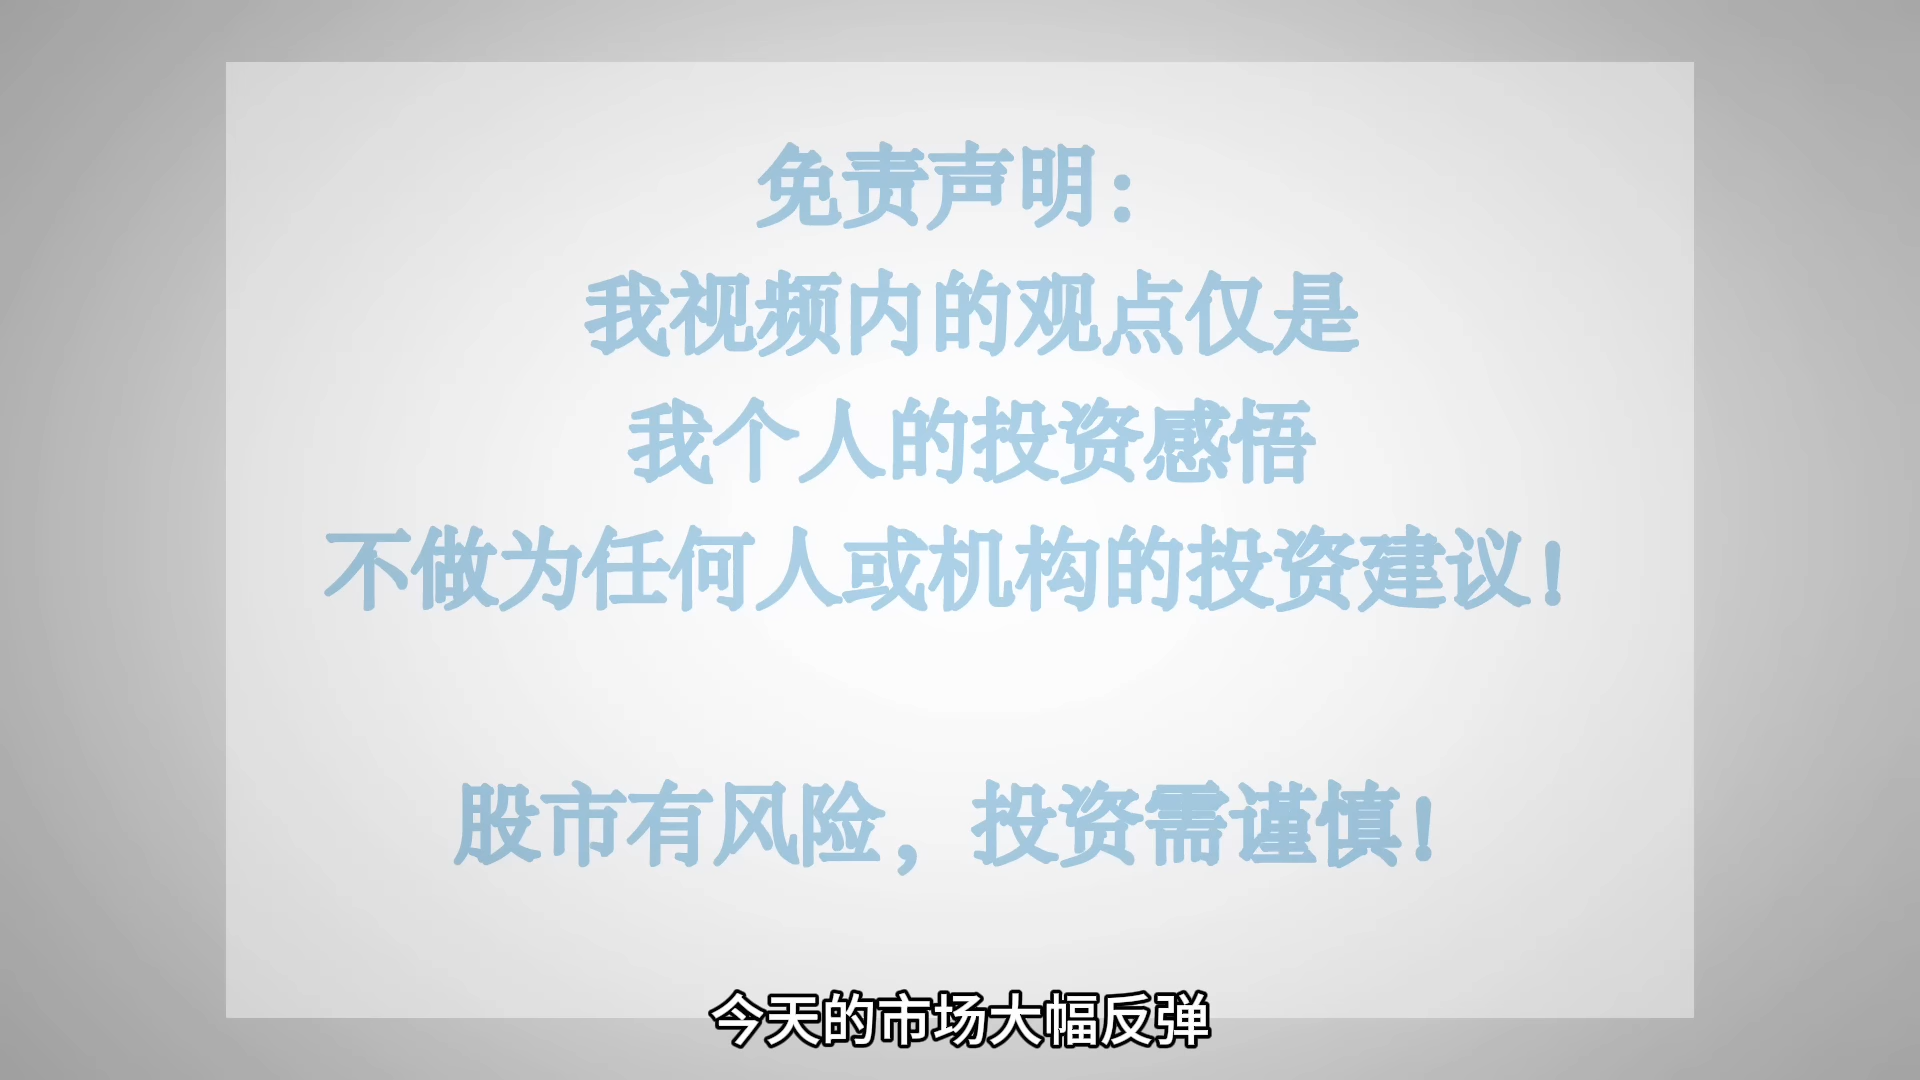 免责声明：
我视频内的观点仅是
我个人的投资感悟
不做为任何人或机构的投资建议！
股市有风险，投资需谨慎！
今天的市场大幅反弹